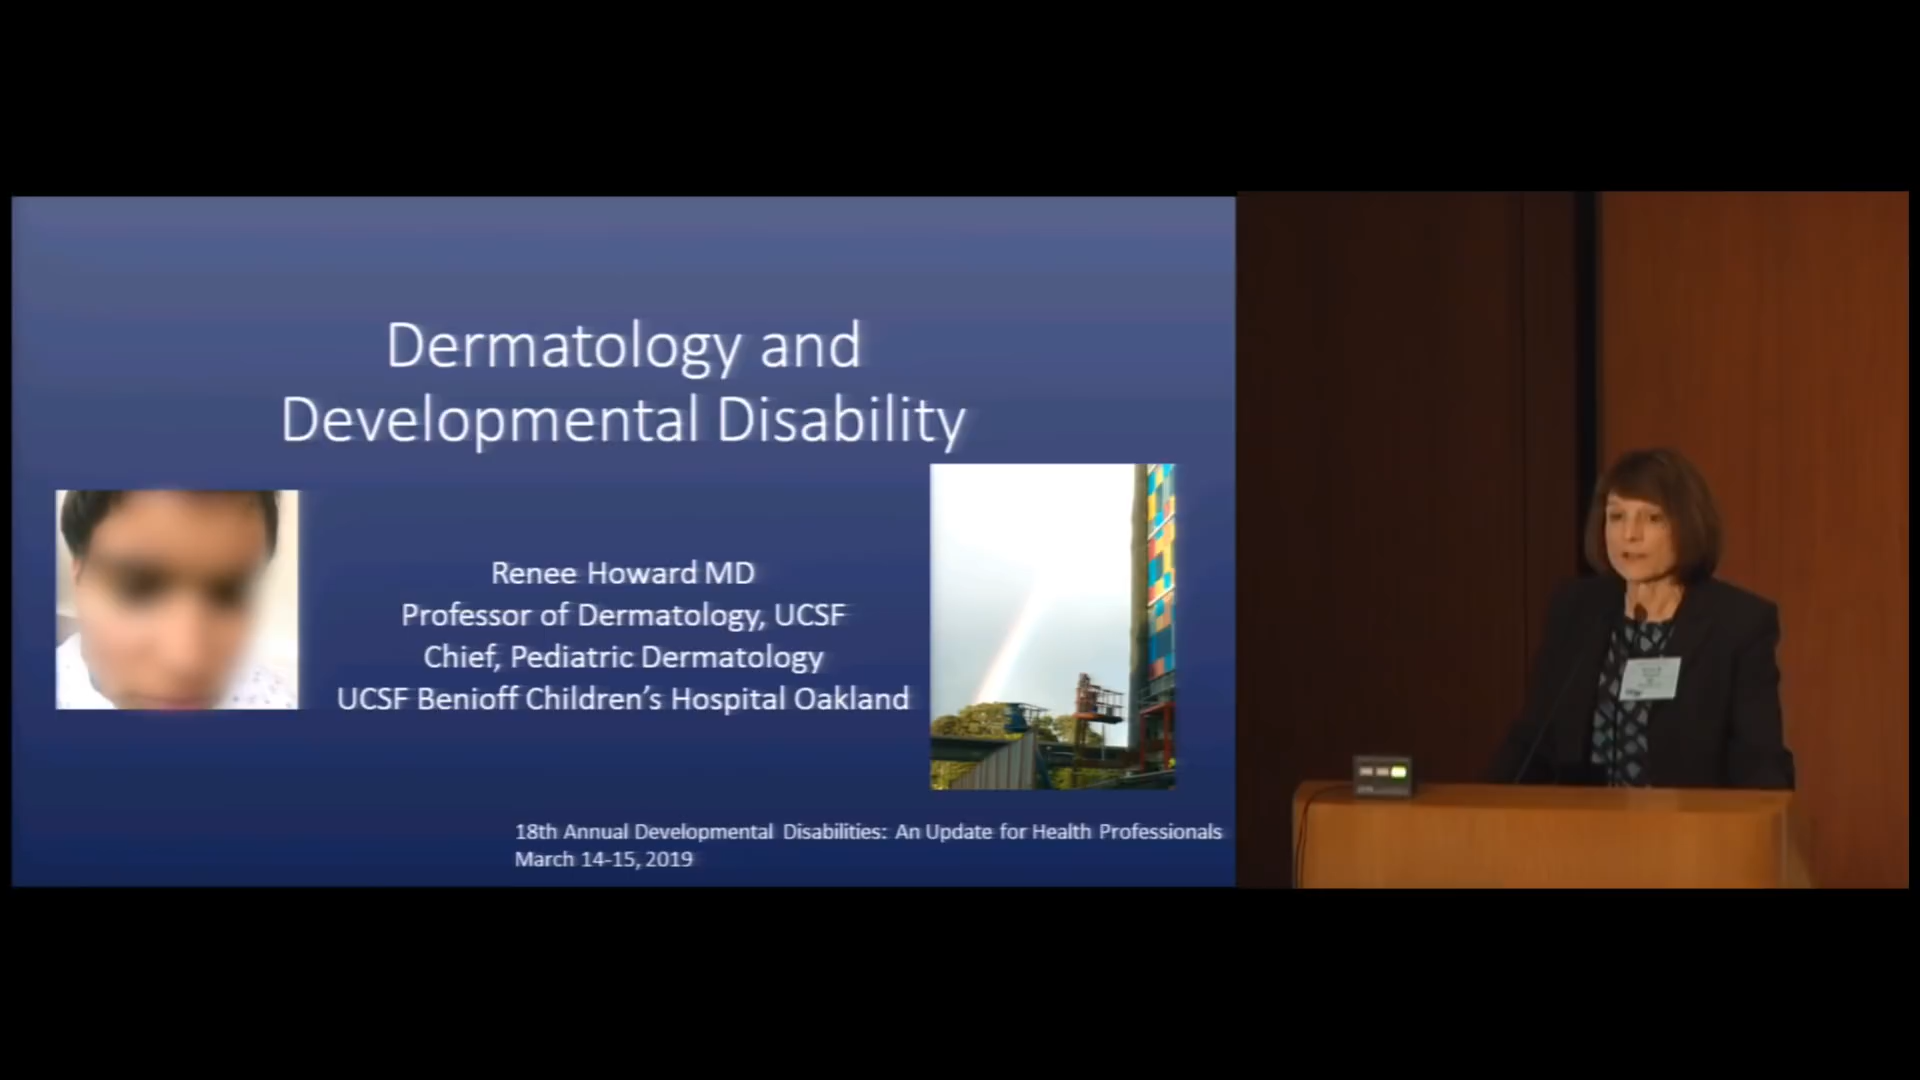 Dermatology and
Developmental Disability
Renee Howard MD
Professor of Dermatology, UCSF
Chief, Pediatric Dermatology
UCSF Benioff Children's Hospital Oakland
18th Annual Developmental Disabilities: An Update for Health Professionals
March 14-15, 2019